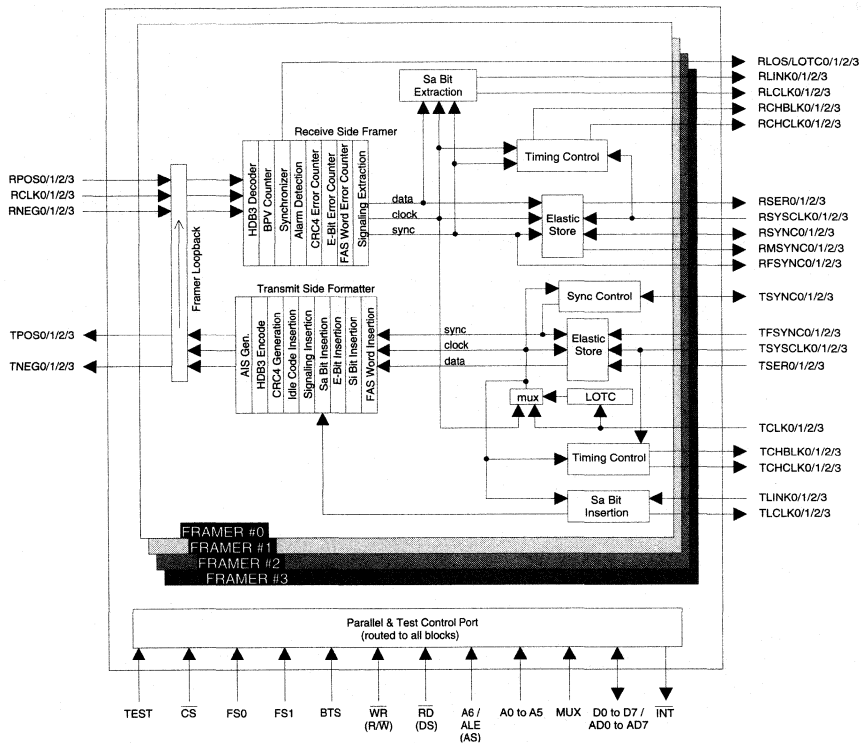 RLOS/LOTC0/1/2/3
RLINK0/1/2/3
RLCLK0/1/2/3
RCHBLK0/1/2/3
RCHCLK0/1/2/3
Sa Bit
Extraction
Receive Side Framer
Timing Control
RPOS0/1/2/3
RCLK0/1/2/3
RNEG0/1/2/3
Framer Loopback
HDB3 Decoder
BPV Counter
Synchronizer
Alarm Detection
CRC4 Error Counter
E-Bit Error Counter
FAS Word Error Counter
Signaling Extraction
data
clock
sync
Elastic
Store
RSER0/1/2/3
RSYSCLK0/1/2/3
RSYNC0/1/2/3
RMSYNC0/1/2/3
RFSYNC0/1/2/3
Transmit Side Formatter
Sync Control
TSYNC0/1/2/3
TPOS0/1/2/3
TNEG0/1/2/3
AIS Gen.
HDB3 Encode
CRC4 Generation
Idle Code Insertion
Signaling Insertion
Sa Bit Insertion
E-Bit Insertion
Si Bit Insertion
FAS Word Insertion
sync
clock
data
Elastic
Store
TFSYNC0/1/2/3
TSYSCLK0/1/2/3
TSER0/1/2/3
mux
LOTC
TCLK0/1/2/3
Timing Control
TCHBLK0/1/2/3
TCHCLK0/1/2/3
Sa Bit
Insertion
TLINK0/1/2/3
TLCLK0/1/2/3
FRAMER #0
FRAMER #1
FRAMER #2
FRAMER #3
Parallel & Test Control Port
(routed to all blocks)
TEST
CS
FS0
FS1
BTS
WR
(R/W)
RD
(DS)
A6 /
ALE
(AS)
A0 to A5
MUX
D0 to D7 /
AD0 to AD7
INT